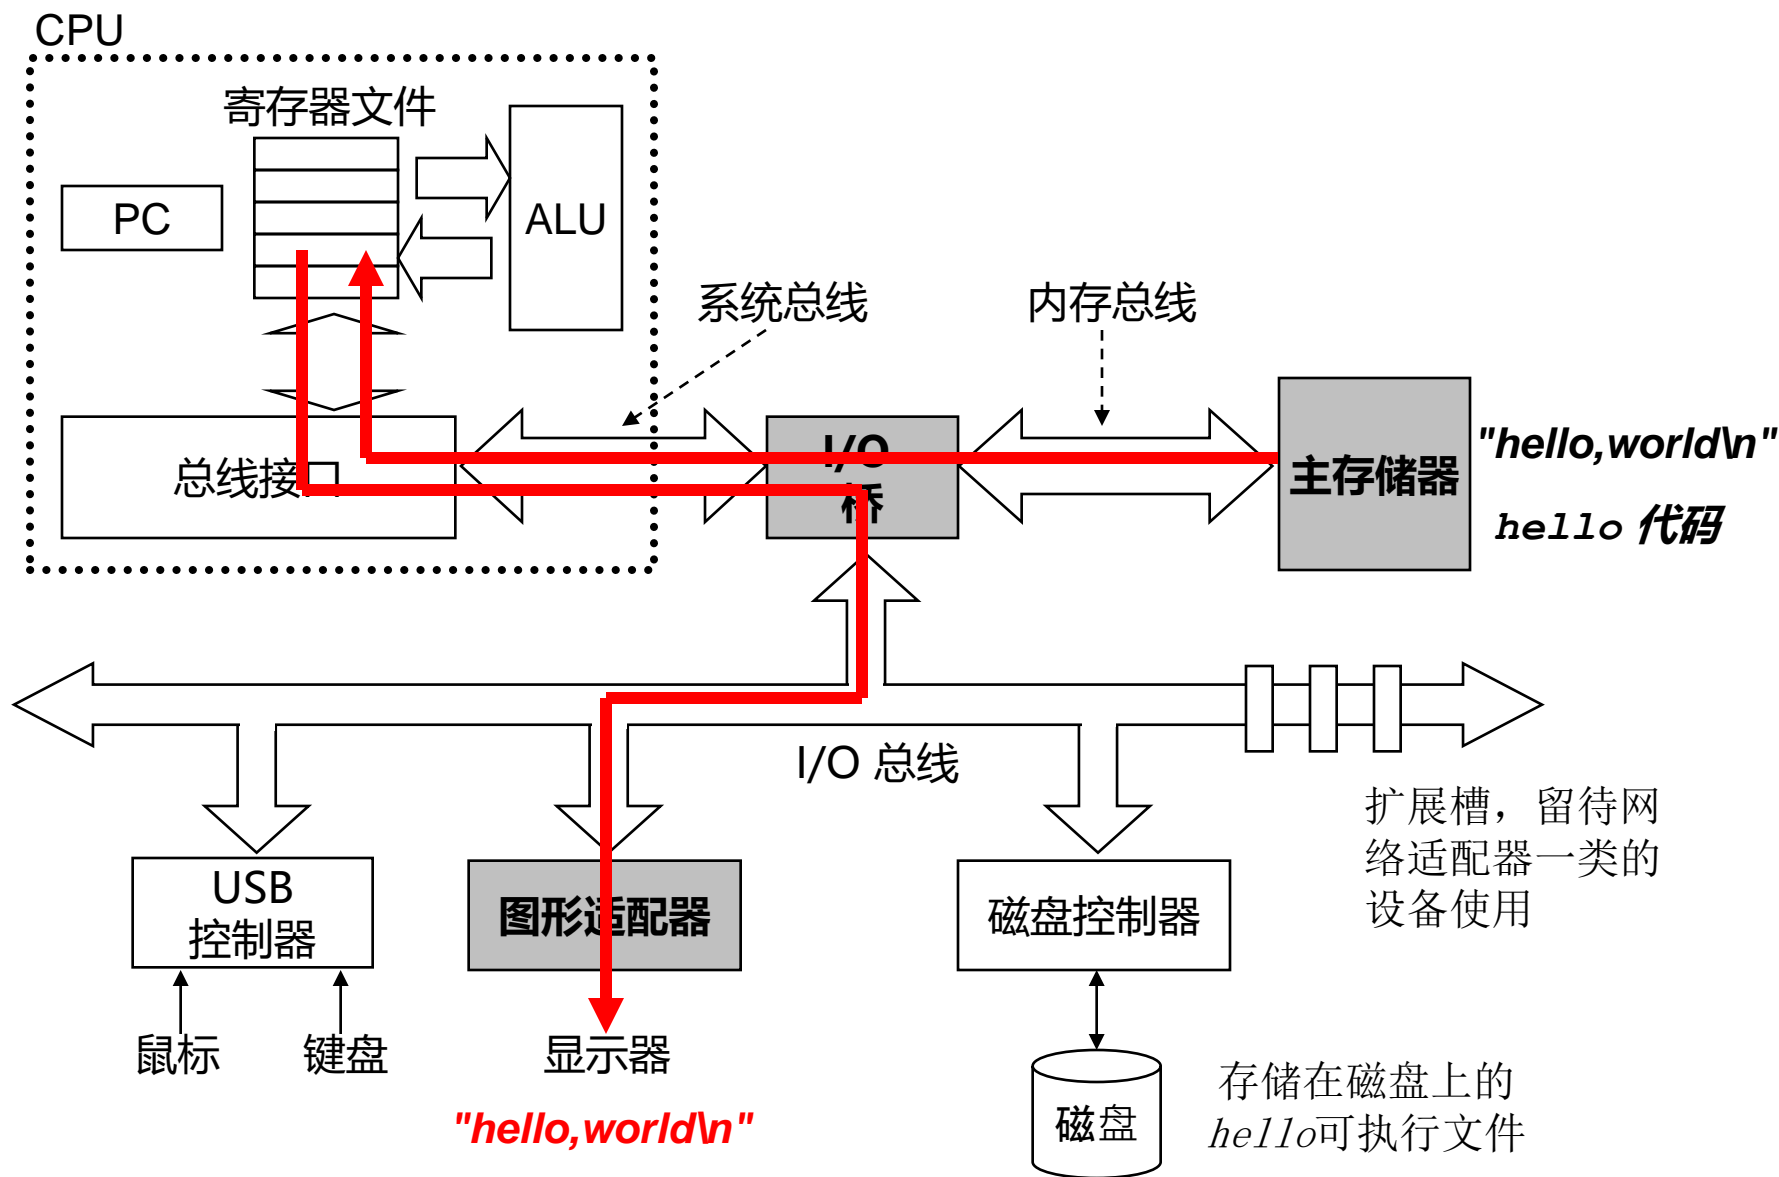 CPU
寄存器文件
PC
ALU
系统总线
内存总线
总线接口
I/O
桥
主存储器
"hello,world\n"
hello 代码
I/O 总线
扩展槽，留待网
络适配器一类的
设备使用
USB
控制器
图形适配器
磁盘控制器
鼠标
键盘
显示器
"hello,world\n"
磁盘
存储在磁盘上的
hello可执行文件